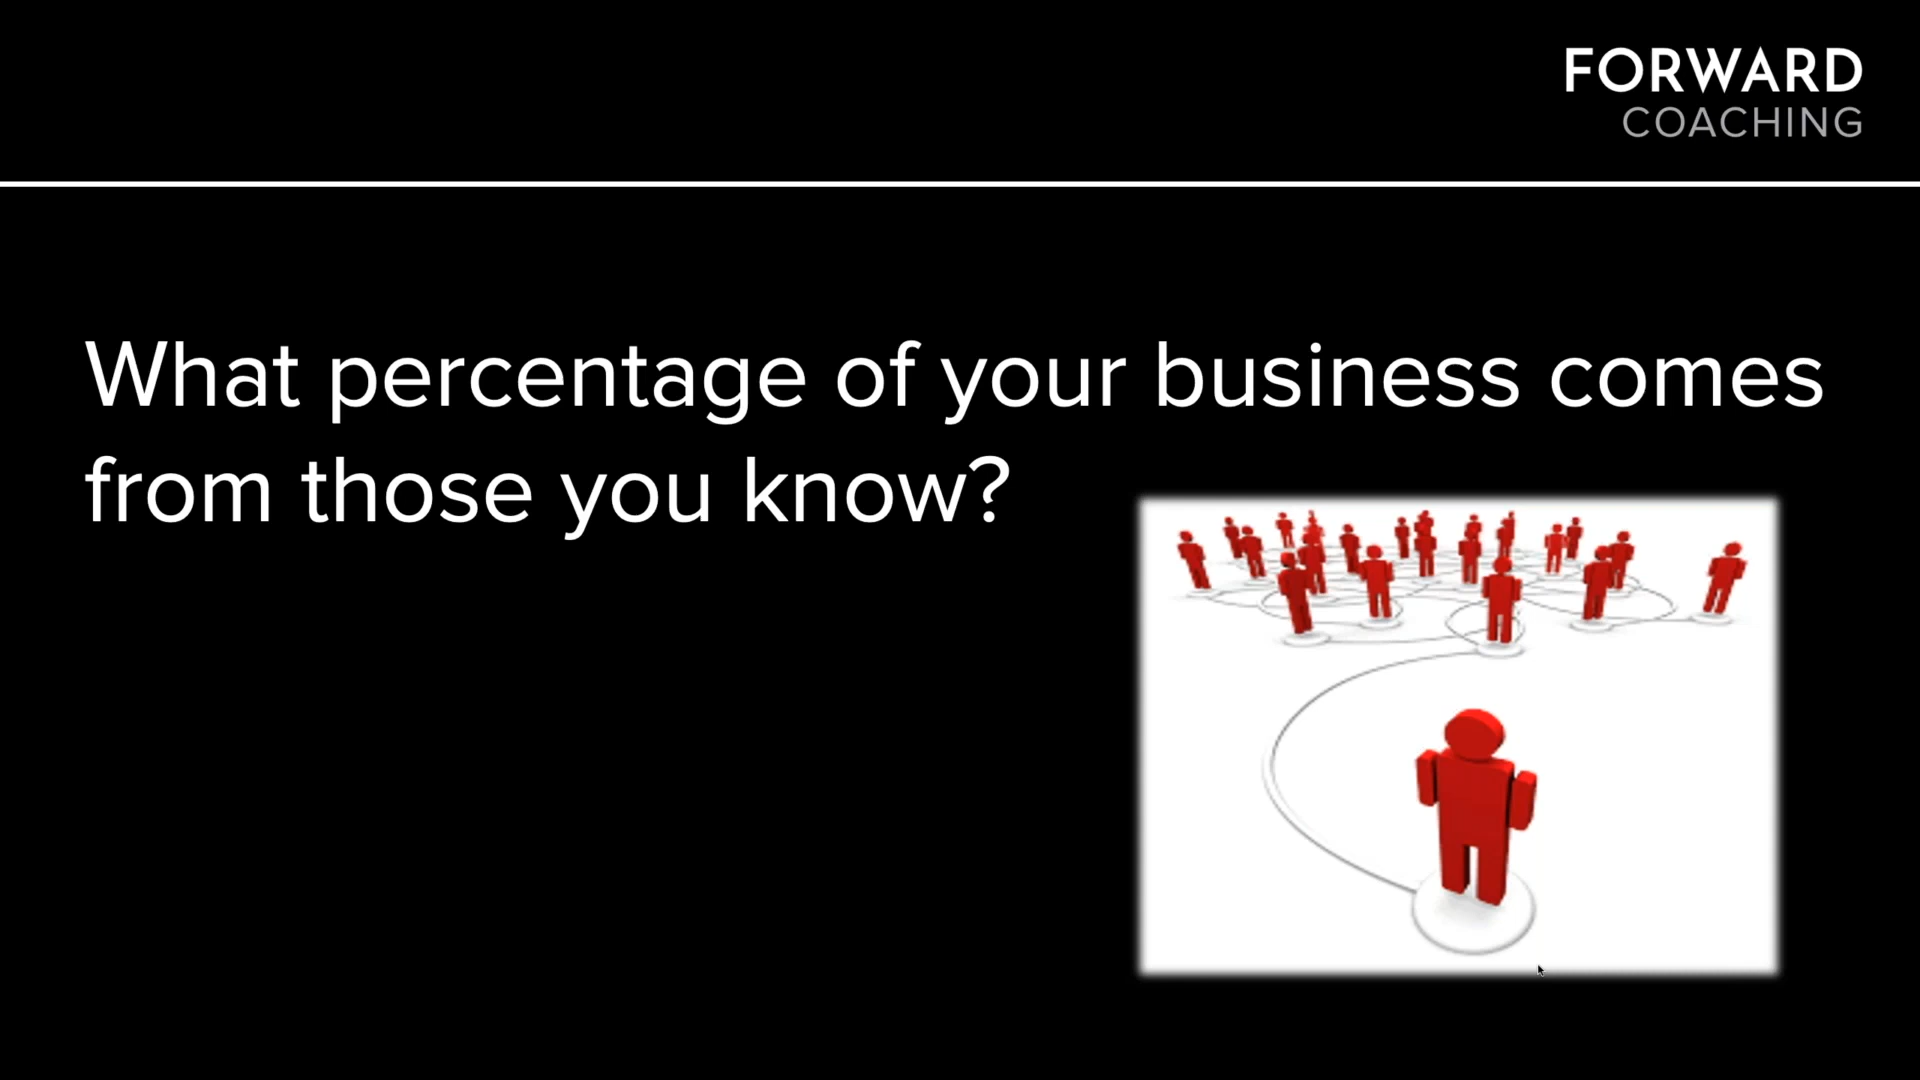 FORWARD
COACHING
What percentage of your business comes
from those you know?